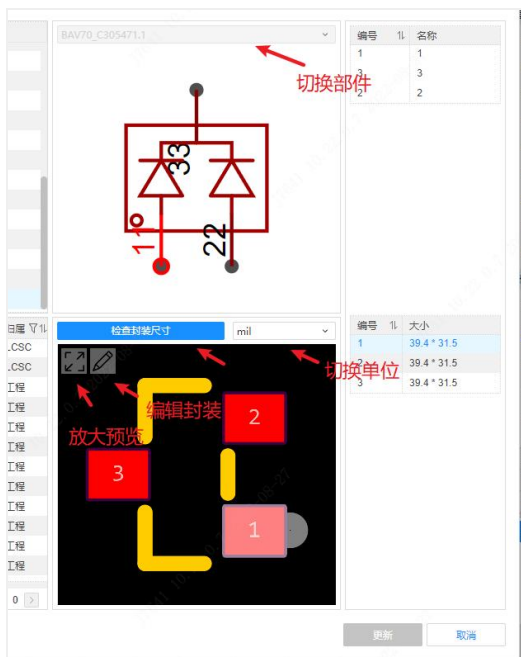 BAV70_C305471.1
编号 名称
1 1
3 3
2 2
切换部件
33
11
22
归属
LCSC
LCSC
工程
工程
工程
工程
工程
工程
工程
工程
工程
工程
0 >
检查封装尺寸
mil
编号 大小
1 39.4 * 31.5
2 39.4 * 31.5
3 39.4 * 31.5
切换单位
编辑封装
放大预览
2
3
1
更新
取消